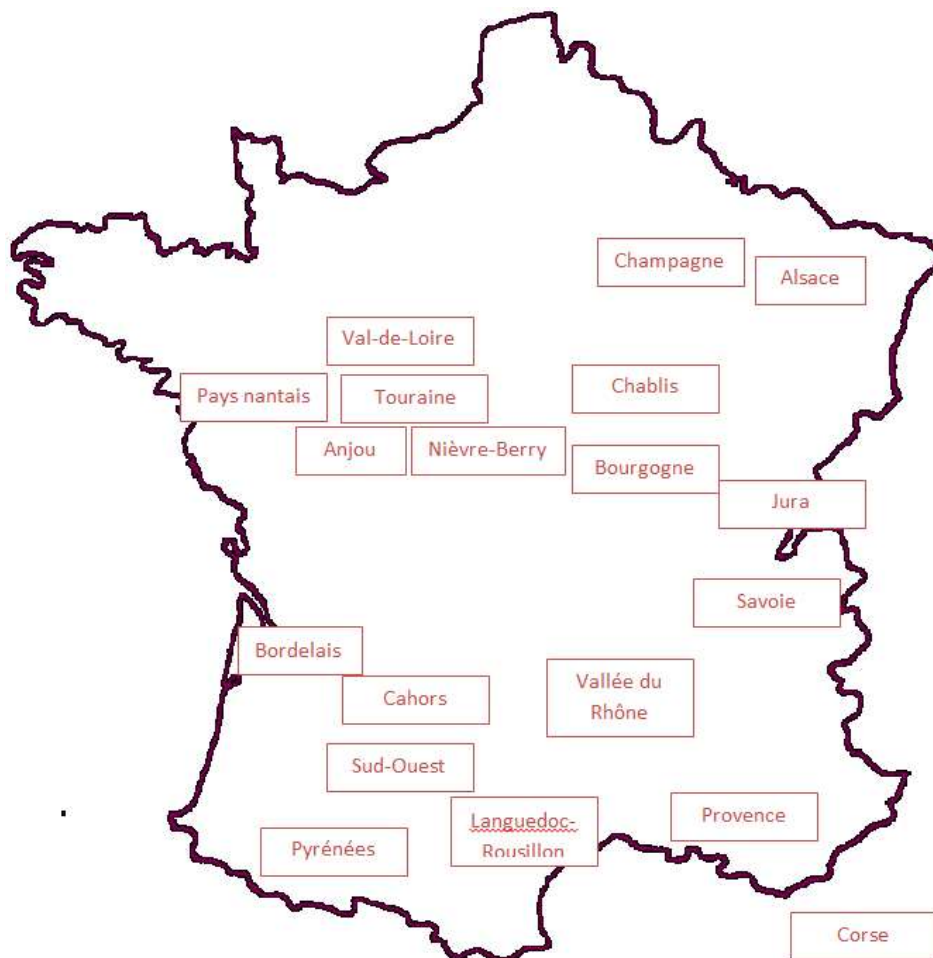 Champagne
Alsace
Val-de-Loire
Chablis
Pays nantais
Touraine
Anjou
Nièvre-Berry
Bourgogne
Jura
Savoie
Bordelais
Cahors
Vallée du
Rhône
Sud-Ouest
Languedoc-
Rousillon
Provence
Pyrénées
Corse